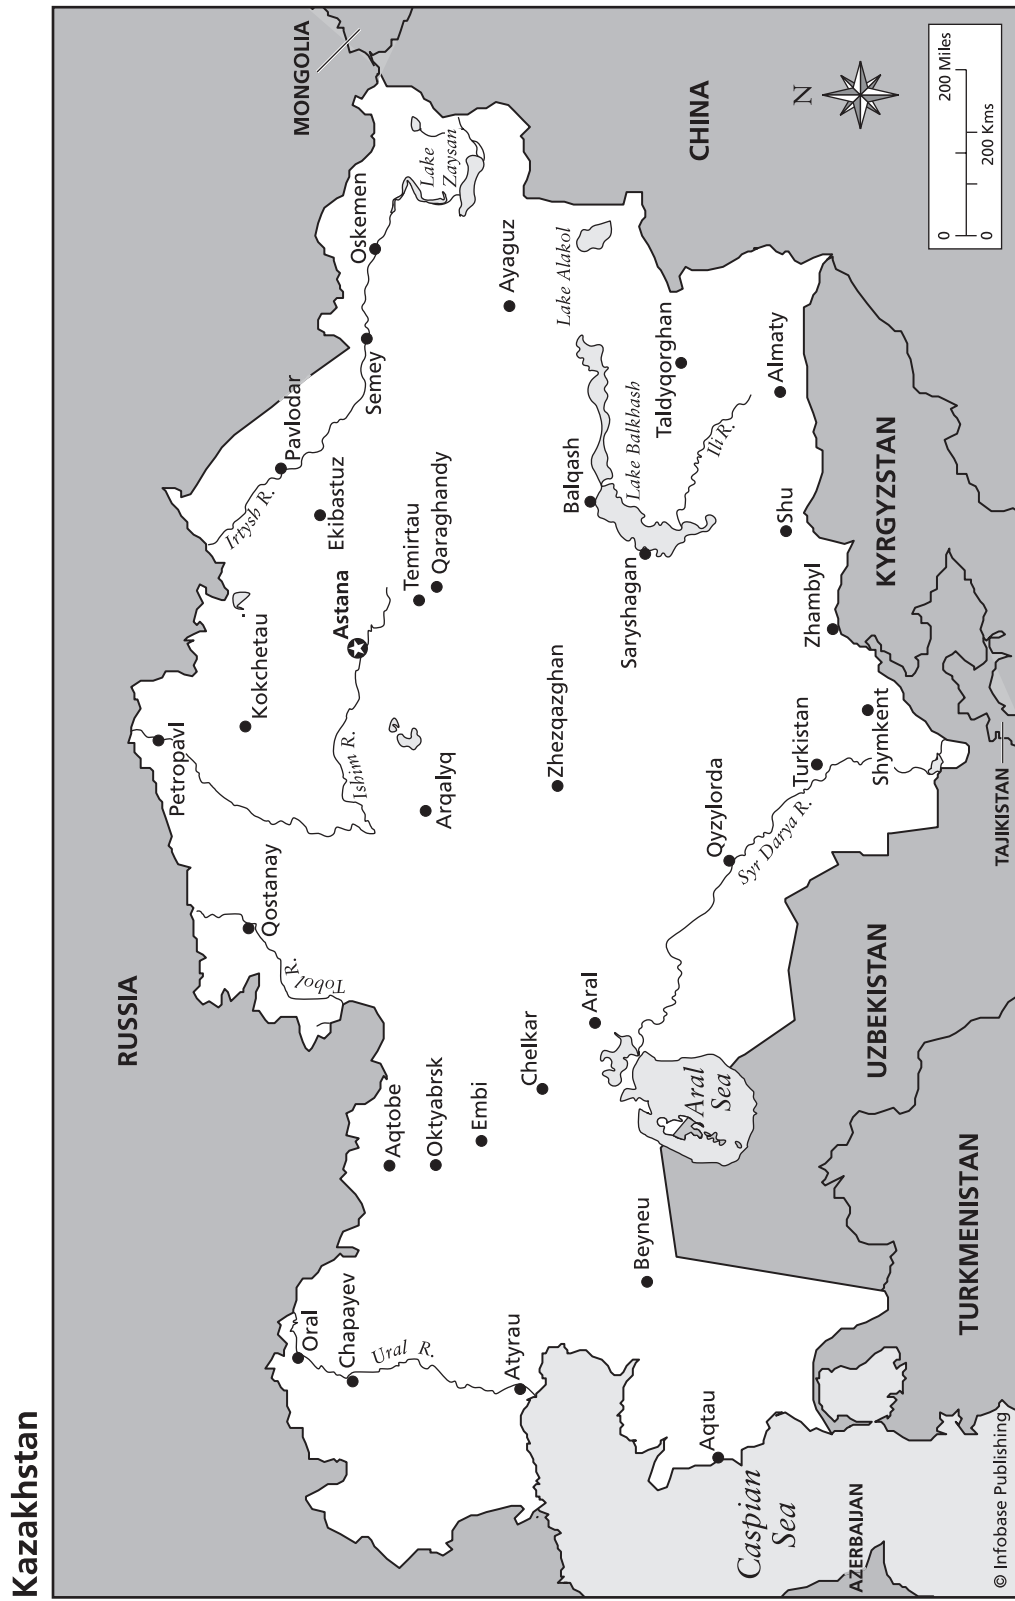 Kazakhstan
RUSSIA
MONGOLIA
Petropavl
Kokchetau
Qostanay
Tobol
R.
Irtysh R.
Pavlodar
Ekibastuz
Astana
Ishim R.
Semey
Oskemen
Lake
Zaysan
Oral
Chapayev
Ural R.
Aqtobe
Oktyabrsk
Embi
Arqalyq
Temirtau
Qaraghandy
Ayaguz
Atyrau
Chelkar
Aral
Zhezqazghan
Balqash
Lake Balkhash
Lake Alakol
Saryshagan
Taldyqorghan
Ili R.
CHINA
N
Beyneu
Aral
Sea
Aqtau
Caspian
Sea
Qyzylorda
Syr Darya R.
Turkistan
Shymkent
Zhambyl
Shu
Almaty
AZERBAIJAN
TURKMENISTAN
UZBEKISTAN
TAJIKISTAN
KYRGYZSTAN
0 200 Miles
0 200 Kms
© Infobase Publishing